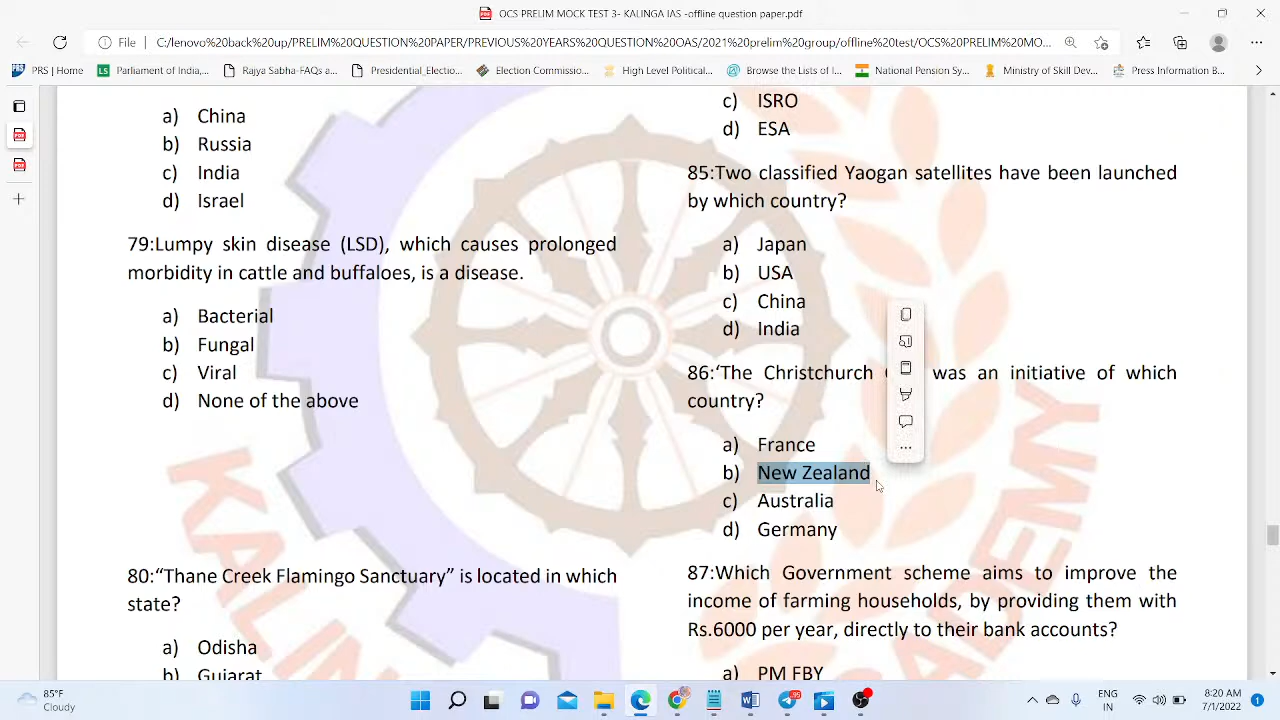 OCS PRELIM MOCK TEST 3- KALINGA IAS -offline question paper.pdf
File
C:/lenovo%20back%20up/PRELIM%20QUESTION%20PAPER/PREVIOUS%20YEARS%20QUESTION%20OAS/2021%20prelim%20group/offline%20test/OCS%20PRELIM%20MO...
PRS | Home
Parliament of India,...
Rajya Sabha-FAQs a...
Presidential_Electo...
Election Commissio...
High Level Political...
Browse the Lists of I...
National Pension Sy...
Ministry of Skill Dev...
Press Information B...
a) China
b) Russia
c) India
d) Israel
79:Lumpy skin disease (LSD), which causes prolonged
morbidity in cattle and buffaloes, is a disease.
a) Bacterial
b) Fungal
c) Viral
d) None of the above
80:“Thane Creek Flamingo Sanctuary” is located in which
state?
a) Odisha
b) Gujarat
c) ISRO
d) ESA
85:Two classified Yaogan satellites have been launched
by which country?
a) Japan
b) USA
c) China
d) India
86:‘The Christchurch was an initiative of which
country?
a) France
b) New Zealand
c) Australia
d) Germany
87:Which Government scheme aims to improve the
income of farming households, by providing them with
Rs.6000 per year, directly to their bank accounts?
a) PM FBY
85°F
Cloudy
95
ENG
IN
8:20 AM
7/1/2022
1